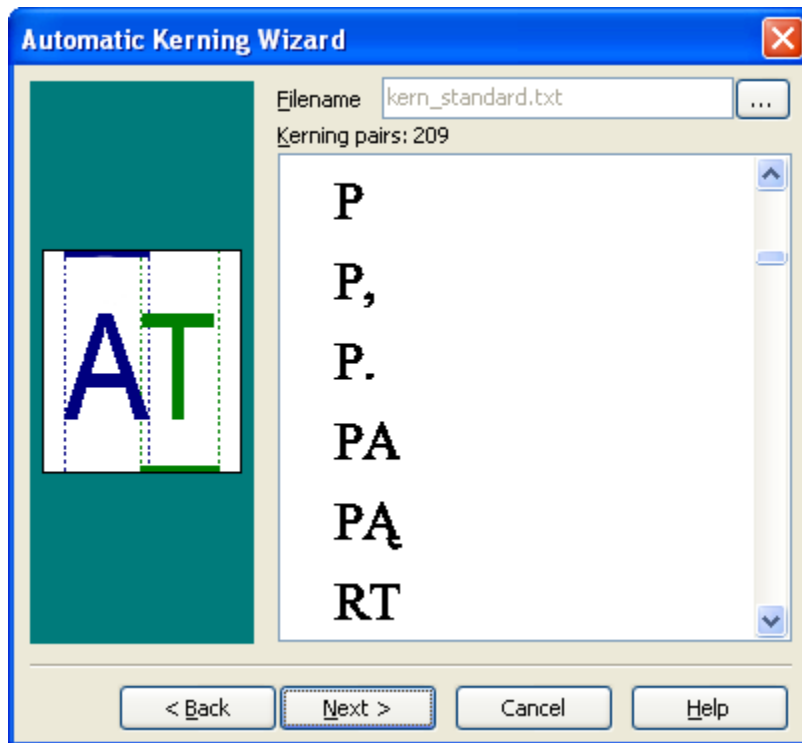 Automatic Kerning Wizard
Filename kern_standard.txt ...
Kerning pairs: 209
AT
P
P,
P.
PA
PĄ
RT
< Back Next > Cancel Help